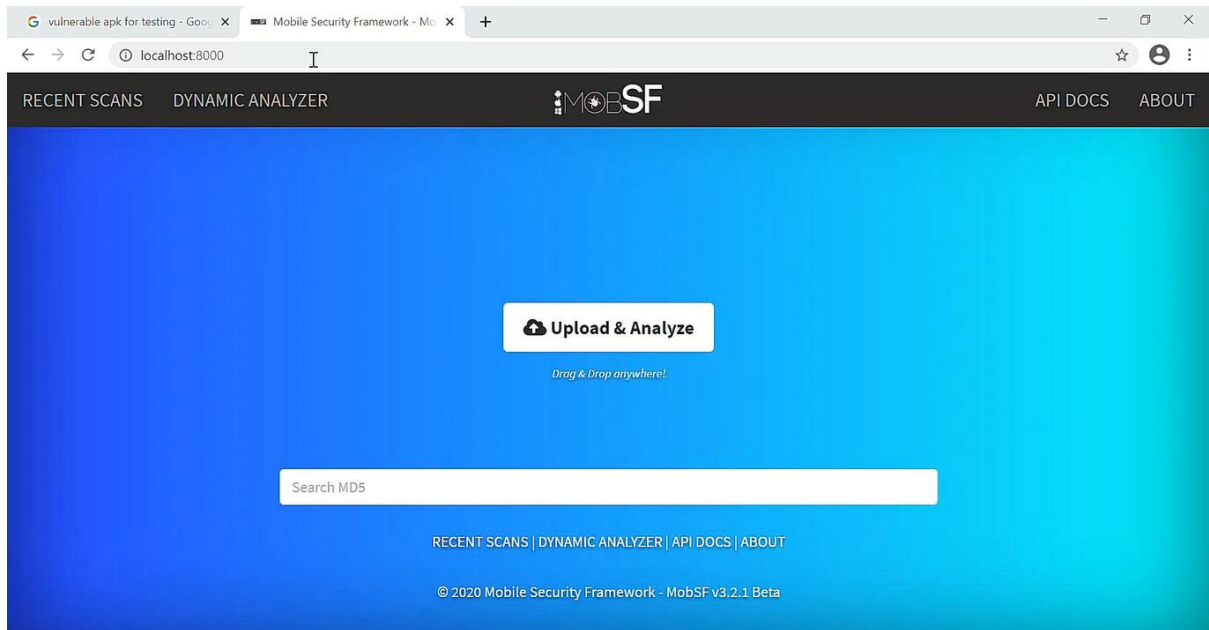 vulnerable apk for testing - Goog
Mobile Security Framework - Mo
localhost:8000
RECENT SCANS DYNAMIC ANALYZER MOBSF API DOCS ABOUT
Upload & Analyze
Drag & Drop anywhere!
Search MD5
RECENT SCANS | DYNAMIC ANALYZER | API DOCS | ABOUT
© 2020 Mobile Security Framework - MobSF v3.2.1 Beta